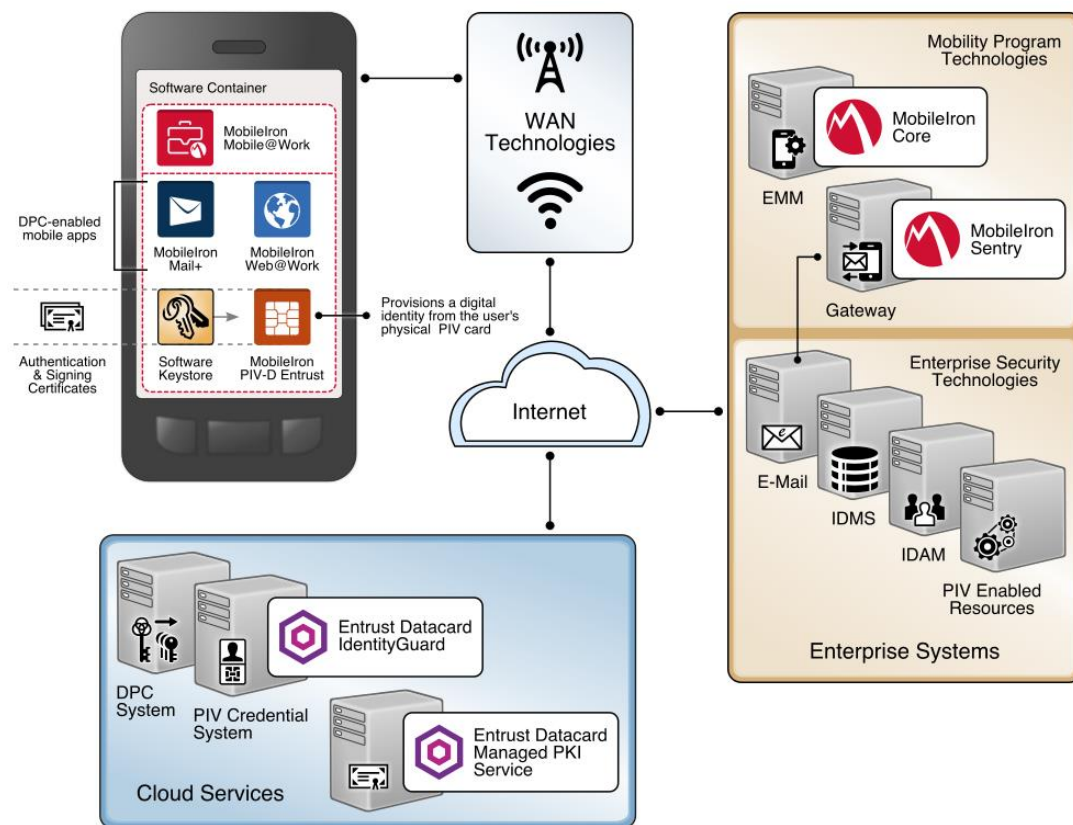 Software Container
MobileIron
Mobile@Work
DPC-enabled
mobile apps
MobileIron
Mail+
MobileIron
Web@Work
Authentication
& Signing
Certificates
Software
Keystore
MobileIron
PIV-D Entrust
Provisions a digital
identity from the user's
physical PIV card
WAN
Technologies
Internet
Mobility Program
Technologies
MobileIron
Core
EMM
MobileIron
Sentry
Gateway
Enterprise Security
Technologies
e
E-Mail
IDMS
IDAM
PIV Enabled
Resources
Enterprise Systems
Entrust Datacard
IdentityGuard
DPC
System
PIV Credential
System
Entrust Datacard
Managed PKI
Service
Cloud Services